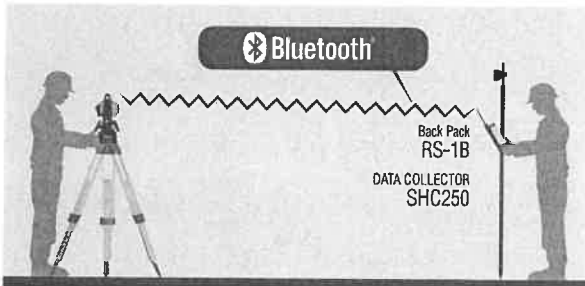 Bluetooth
Back Pack
RS-1B
DATA COLLECTOR
SHC250